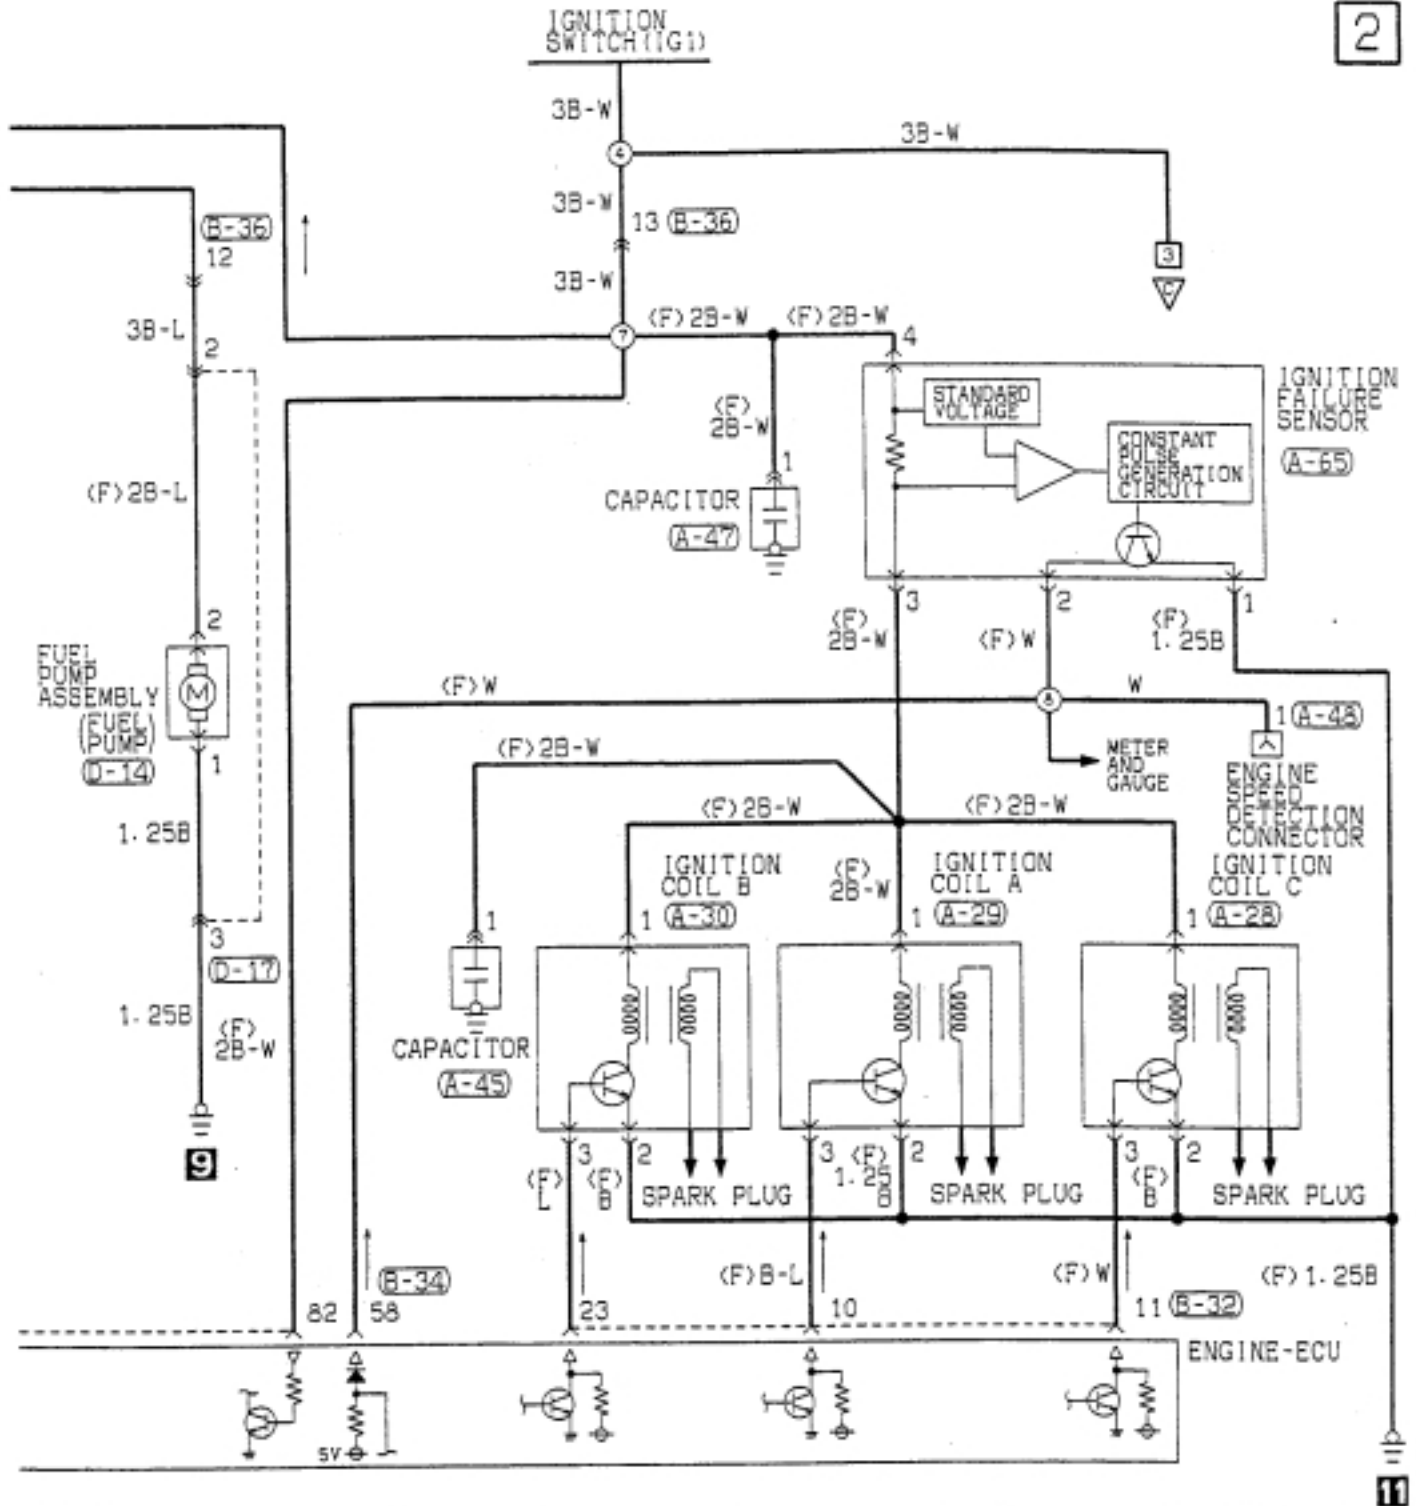 IGNITION
SWITCH(IG1)
2
3B-W
3B-W
4
3B-W
13 (B-36)
(B-36)
12
3
C
3B-W
3B-L
2
7
(F)2B-W
(F)2B-W
4
IGNITION
FAILURE
SENSOR
(A-65)
STANDARD
VOLTAGE
CONSTANT
PULSE
GENERATION
CIRCUIT
(F)
2B-W
1
CAPACITOR
(A-47)
(F)2B-L
3
2
1
(F)
2B-W
(F)W
(F)
1.25B
2
FUEL
PUMP
ASSEMBLY
(FUEL
PUMP)
(D-14)
M
1
(F)W
W
1 (A-48)
METER
AND
GAUGE
ENGINE
SPEED
DETECTION
CONNECTOR
(F)2B-W
(F)2B-W
(F)2B-W
1.25B
IGNITION
COIL B
(A-30)
1
(F)
2B-W
IGNITION
COIL A
(A-29)
1
IGNITION
COIL C
(A-28)
1
1
3
(D-17)
1.25B
(F)
2B-W
CAPACITOR
(A-45)
9
3
2
(F)
L
(F)
B
SPARK PLUG
3
2
(F)
1.25
B
SPARK PLUG
3
2
(F)
B
SPARK PLUG
(F)B-L
(F)W
(F)1.25B
82
58
(B-34)
23
10
11 (B-32)
ENGINE-ECU
5V
11